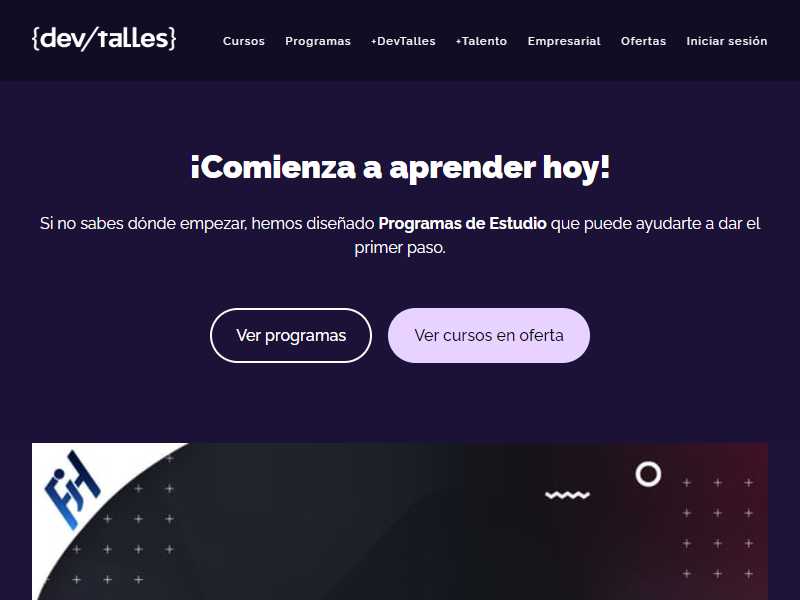 {dev/talles}
Cursos Programas +DevTalles +Talento Empresarial Ofertas Iniciar sesión
¡Comienza a aprender hoy!
Si no sabes dónde empezar, hemos diseñado Programas de Estudio que puede ayudarte a dar el
primer paso.
Ver programas Ver cursos en oferta
FH